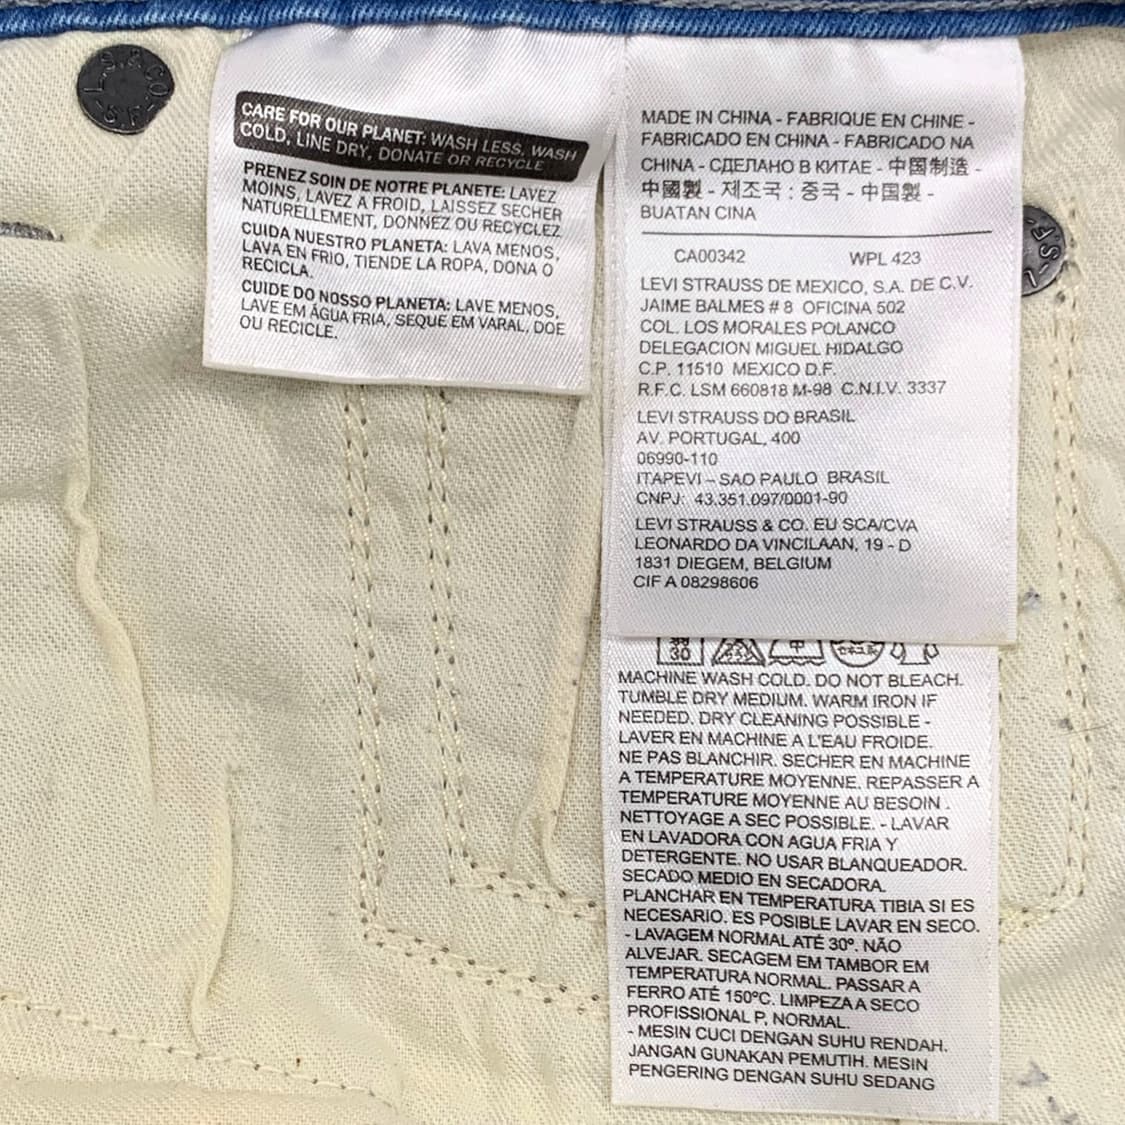 L.S.&CO.
-S.F.-
CARE FOR OUR PLANET: WASH LESS, WASH
COLD, LINE DRY, DONATE OR RECYCLE
PRENEZ SOIN DE NOTRE PLANETE: LAVEZ
MOINS, LAVEZ A FROID, LAISSEZ SECHER
NATURELLEMENT, DONNEZ OU RECYCLEZ
CUIDA NUESTRO PLANETA: LAVA MENOS,
LAVA EN FRIO, TIENDE LA ROPA, DONA O
RECICLA.
CUIDE DO NOSSO PLANETA: LAVE MENOS,
LAVE EM ÁGUA FRIA, SEQUE EM VARAL, DOE
OU RECICLE.
MADE IN CHINA - FABRIQUE EN CHINE -
FABRICADO EN CHINA - FABRICADO NA
CHINA - СДЕЛАНО В КИТАЕ - 中国制造 -
中國製 - 제조국 : 중국 - 中国製 -
BUATAN CINA
CA00342 WPL 423
LEVI STRAUSS DE MEXICO, S.A. DE C.V.
JAIME BALMES # 8 OFICINA 502
COL. LOS MORALES POLANCO
DELEGACION MIGUEL HIDALGO
C.P. 11510 MEXICO D.F.
R.F.C. LSM 660818 M-98 C.N.I.V. 3337
LEVI STRAUSS DO BRASIL
AV. PORTUGAL, 400
06990-110
ITAPEVI - SAO PAULO BRASIL
CNPJ: 43.351.097/0001-90
LEVI STRAUSS & CO. EU SCA/CVA
LEONARDO DA VINCILAAN, 19 - D
1831 DIEGEM, BELGIUM
CIF A 08298606
L-S.F-
30 中
MACHINE WASH COLD. DO NOT BLEACH.
TUMBLE DRY MEDIUM. WARM IRON IF
NEEDED. DRY CLEANING POSSIBLE -
LAVER EN MACHINE A L'EAU FROIDE.
NE PAS BLANCHIR. SECHER EN MACHINE
A TEMPERATURE MOYENNE. REPASSER A
TEMPERATURE MOYENNE AU BESOIN .
NETTOYAGE A SEC POSSIBLE. - LAVAR
EN LAVADORA CON AGUA FRIA Y
DETERGENTE. NO USAR BLANQUEADOR.
SECADO MEDIO EN SECADORA.
PLANCHAR EN TEMPERATURA TIBIA SI ES
NECESARIO. ES POSIBLE LAVAR EN SECO.
- LAVAGEM NORMAL ATÉ 30º. NÃO
ALVEJAR. SECAGEM EM TAMBOR EM
TEMPERATURA NORMAL. PASSAR A
FERRO ATÉ 150ºC. LIMPEZA A SECO
PROFISSIONAL P, NORMAL.
- MESIN CUCI DENGAN SUHU RENDAH.
JANGAN GUNAKAN PEMUTIH. MESIN
PENGERING DENGAN SUHU SEDANG